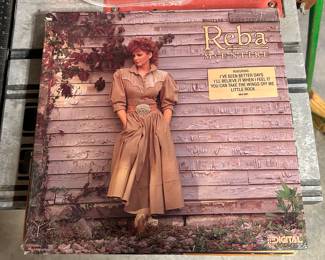 Reba
McENTIRE
FEATURING
I'VE SEEN BETTER DAYS
I'LL BELIEVE IT WHEN I FEEL IT
YOU CAN TAKE THE WINGS OFF ME
LITTLE ROCK
DIGITAL